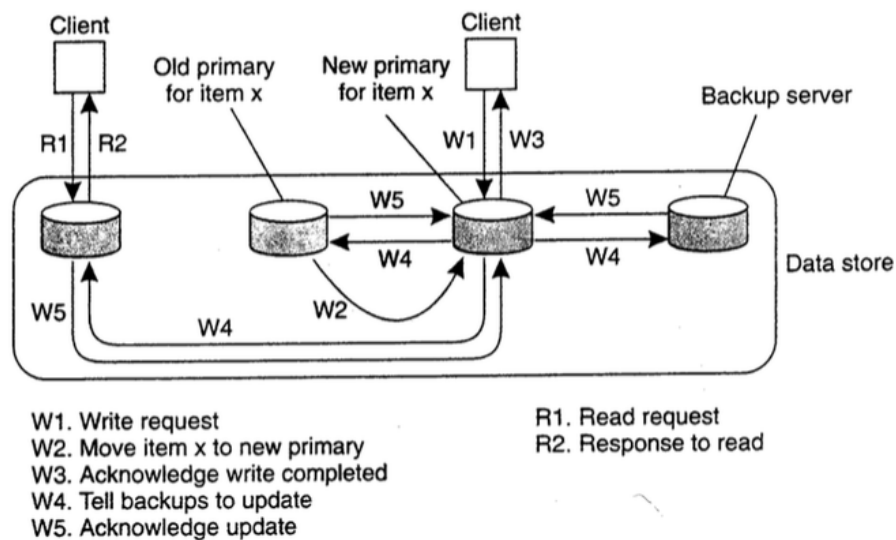 Client
Client
Old primary
for item x
New primary
for item x
Backup server
R1
R2
W1
W3
W5
W5
W4
W4
Data store
W5
W4
W2
W1. Write request
W2. Move item x to new primary
W3. Acknowledge write completed
W4. Tell backups to update
W5. Acknowledge update
R1. Read request
R2. Response to read